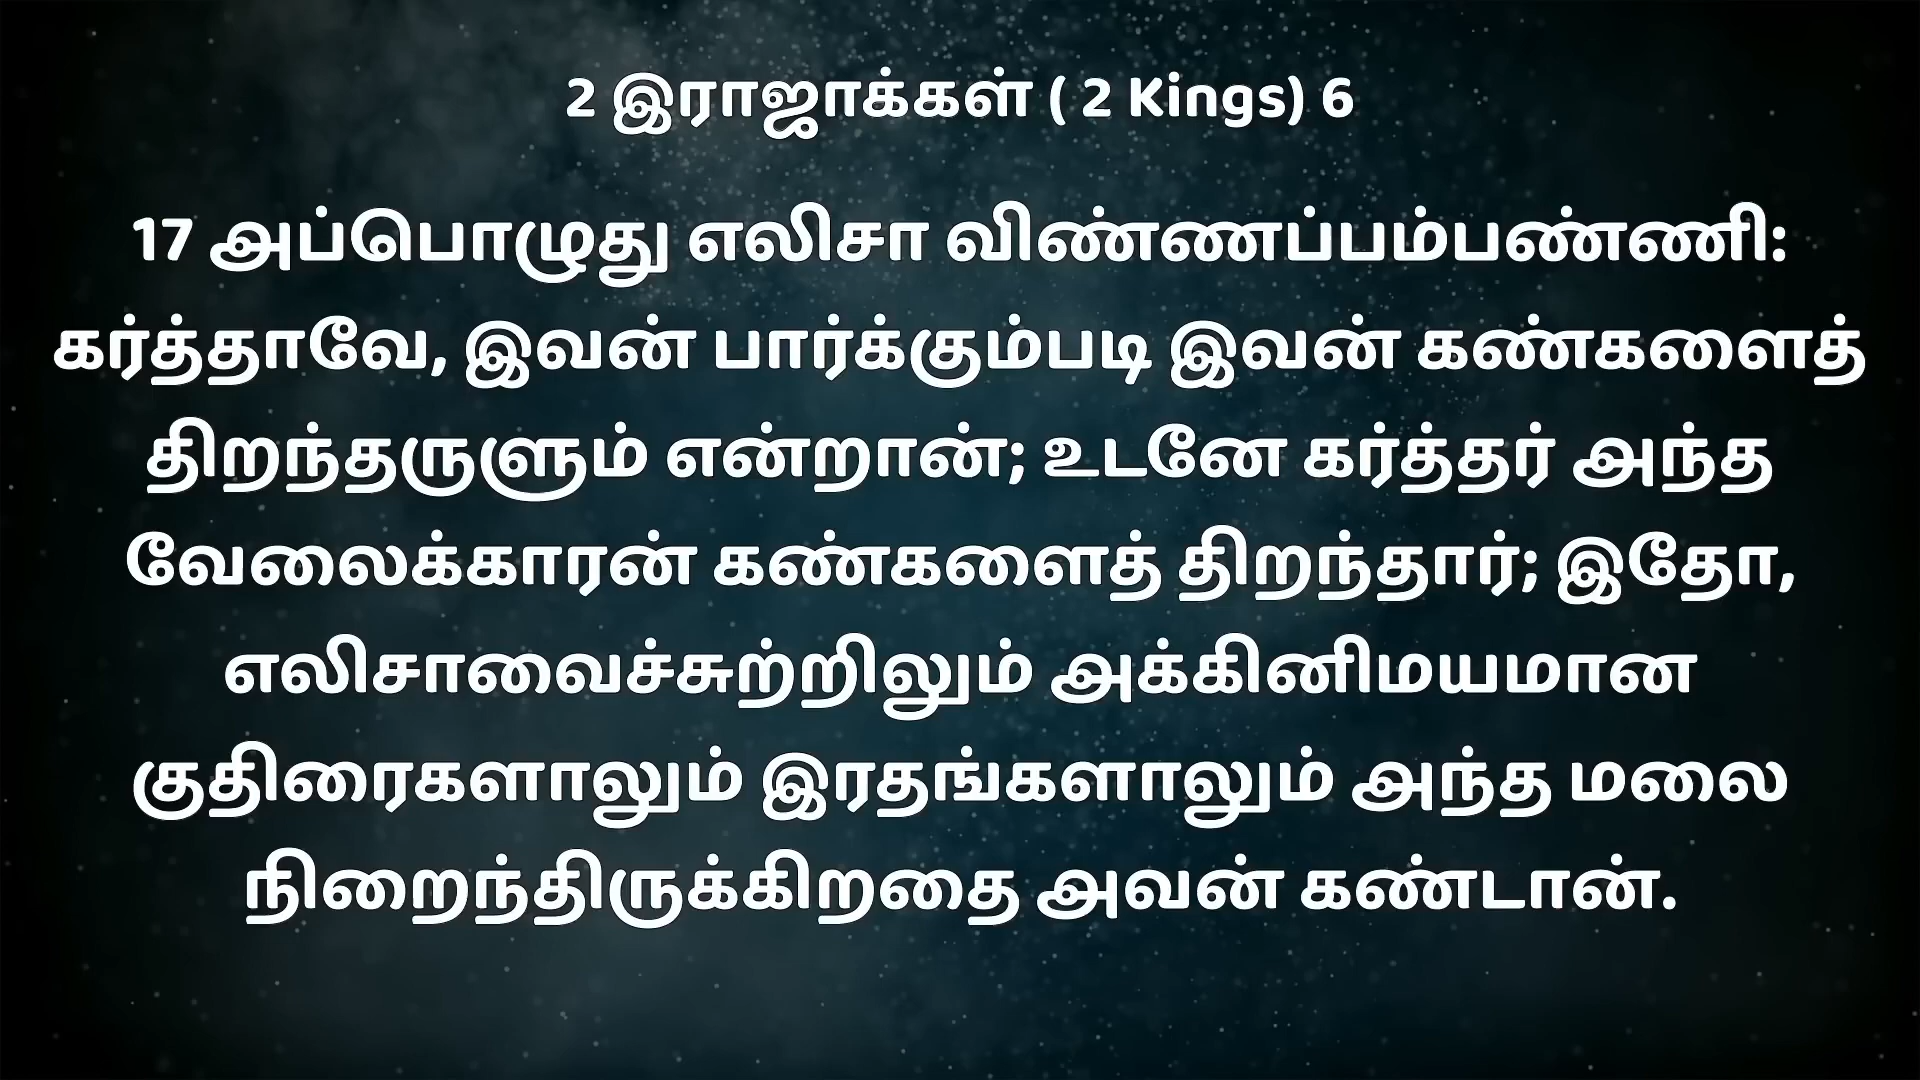 2 இராஜாக்கள் ( 2 Kings) 6
17 அப்பொழுது எலிசா விண்ணப்பம்பண்ணி:
கர்த்தாவே, இவன் பார்க்கும்படி இவன் கண்களைத்
திறந்தருளும் என்றான்; உடனே கர்த்தர் அந்த
வேலைக்காரன் கண்களைத் திறந்தார்; இதோ,
எலிசாவைச்சுற்றிலும் அக்கினிமயமான
குதிரைகளாலும் இரதங்களாலும் அந்த மலை
நிறைந்திருக்கிறதை அவன் கண்டான்.